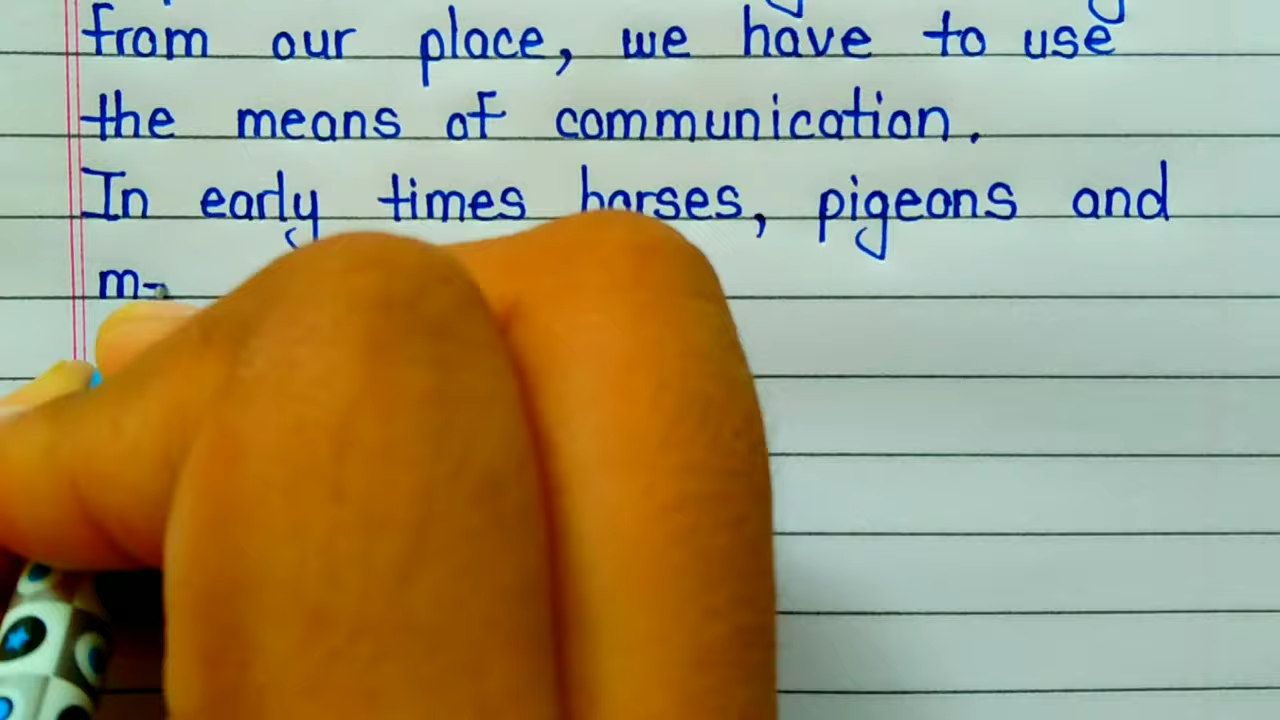 from our place, we have to use
the means of communication.
In early times horses, pigeons and
m